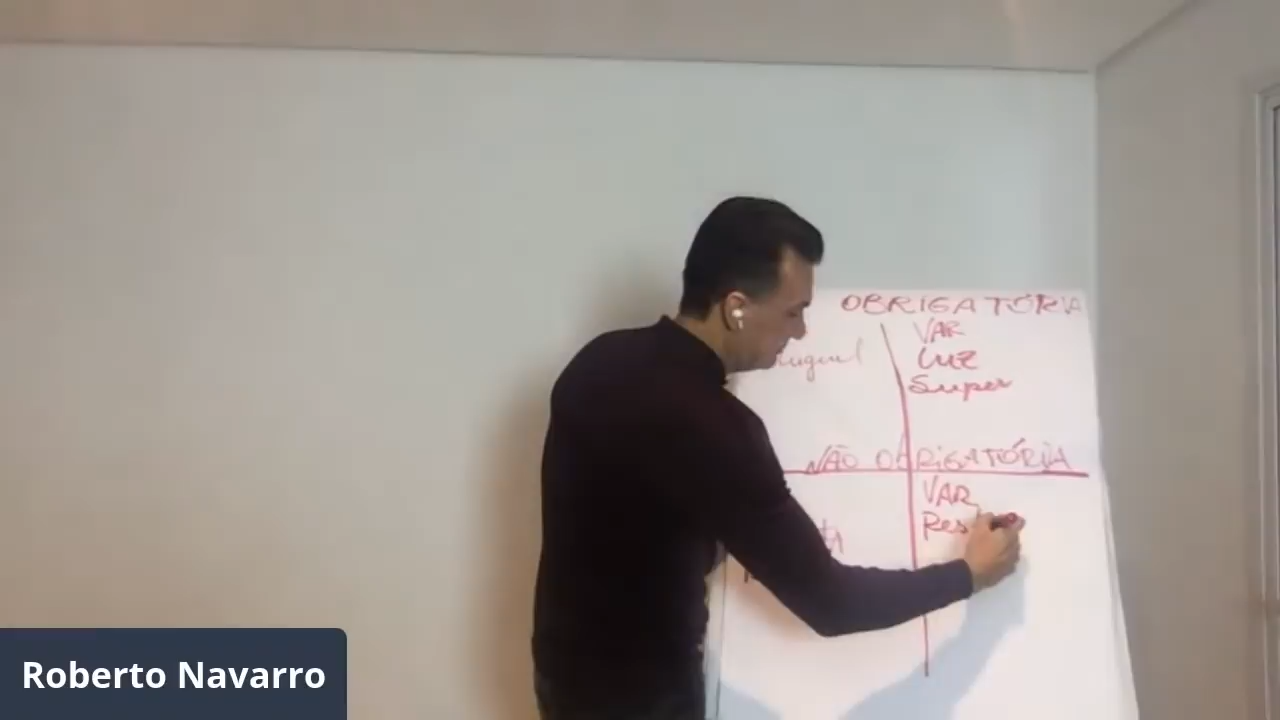 OBRIGATÓRIA
VAR
LUZ
Super
NÃO OBRIGATÓRIA
VAR
Res
Roberto Navarro